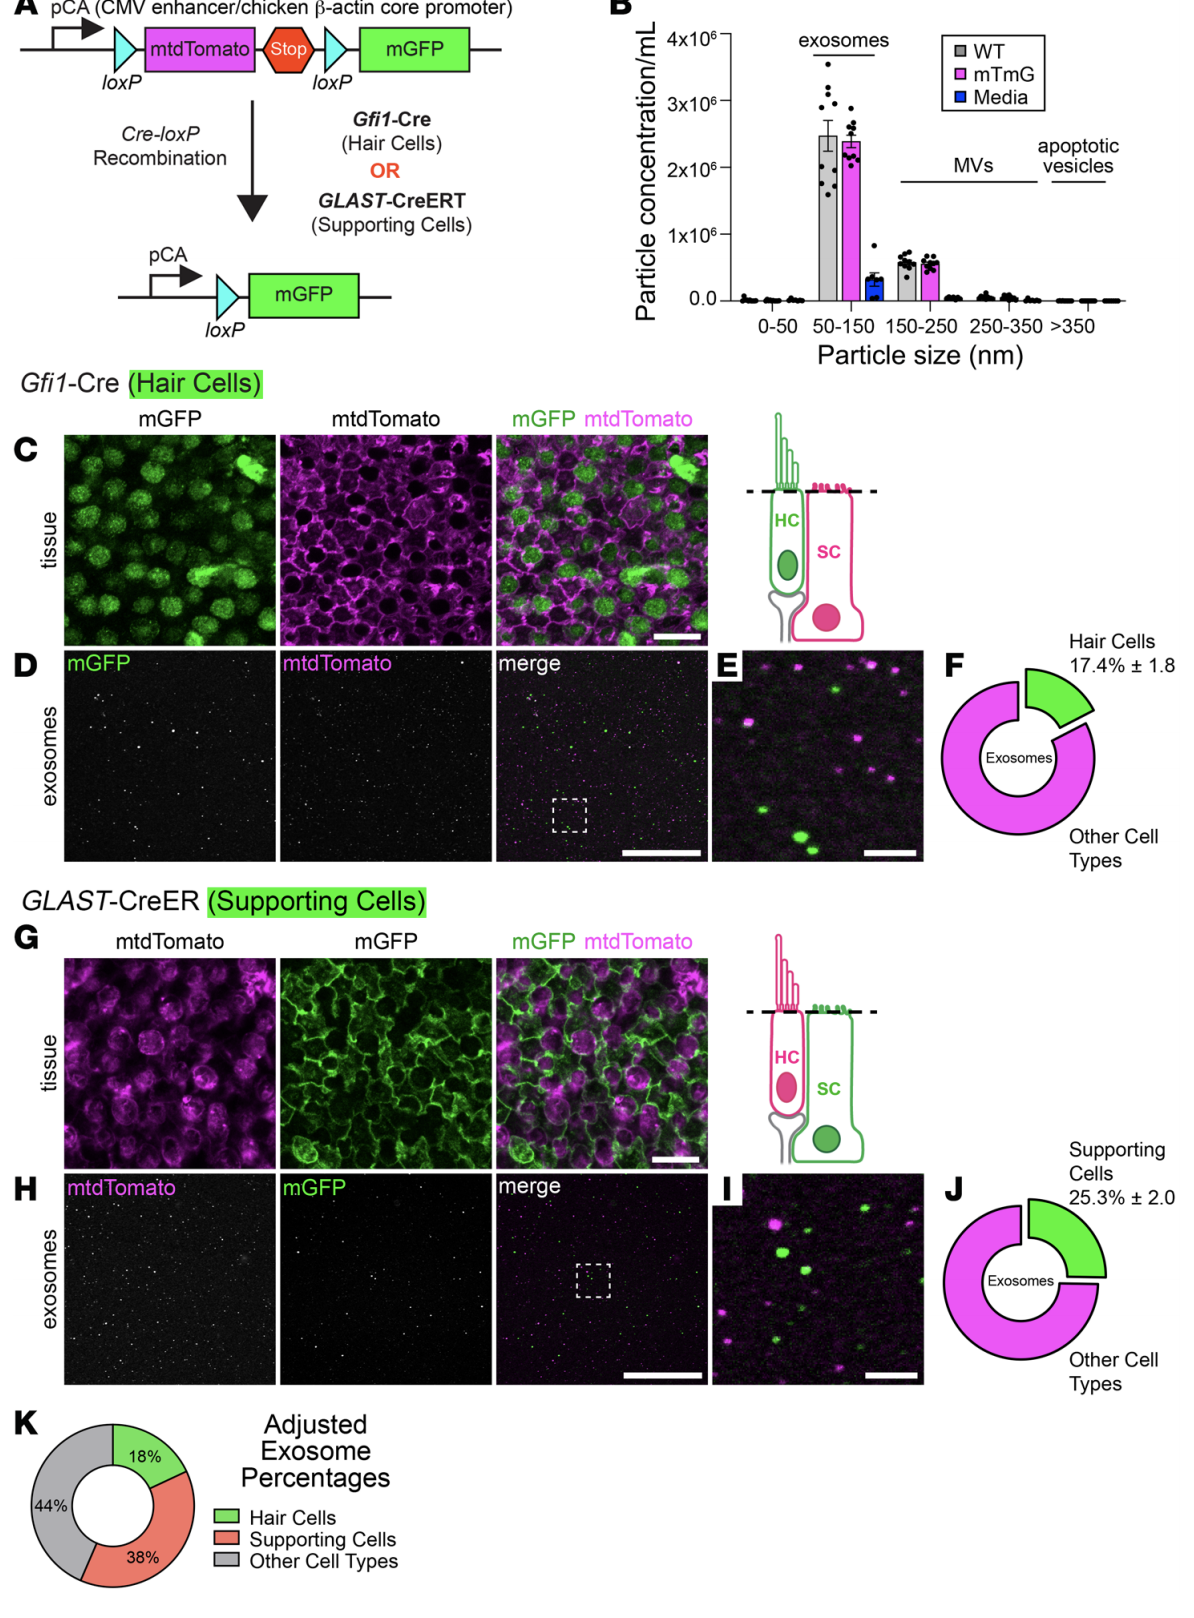 A pCA (CMV enhancer/chicken β-actin core promoter)
mtdTomato
Stop
mGFP
loxP
loxP
Cre-loxP
Recombination
Gfi1-Cre
(Hair Cells)
OR
GLAST-CreERT
(Supporting Cells)
pCA
mGFP
loxP
B
Particle concentration/mL
4x10⁶
3x10⁶
2x10⁶
1x10⁶
0.0
exosomes
WT
mTmG
Media
MVs
apoptotic
vesicles
0-50 50-150 150-250 250-350 >350
Particle size (nm)
Gfi1-Cre (Hair Cells)
mGFP mtdTomato mGFP mtdTomato
C
tissue
HC
SC
D
mGFP mtdTomato merge
exosomes
E
F
Hair Cells
17.4% ± 1.8
Exosomes
Other Cell
Types
GLAST-CreER (Supporting Cells)
G
mtdTomato mGFP mGFP mtdTomato
tissue
HC
SC
H
mtdTomato mGFP merge
exosomes
I
J
Supporting
Cells
25.3% ± 2.0
Exosomes
Other Cell
Types
K
18%
44%
38%
Adjusted
Exosome
Percentages
Hair Cells
Supporting Cells
Other Cell Types